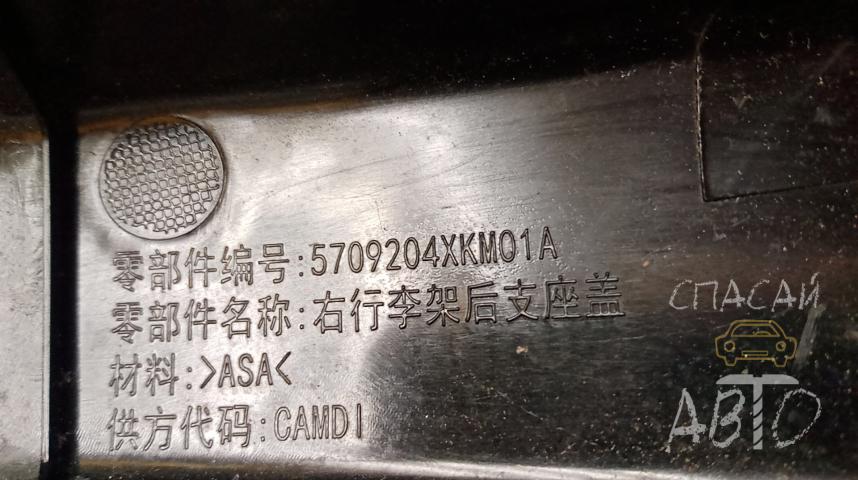 零部件编号:5709204XKM01A
零部件名称:右行李架后支座盖
材料:>ASA<
供方代码:CAMDI
СПАСАЙ
АВТО